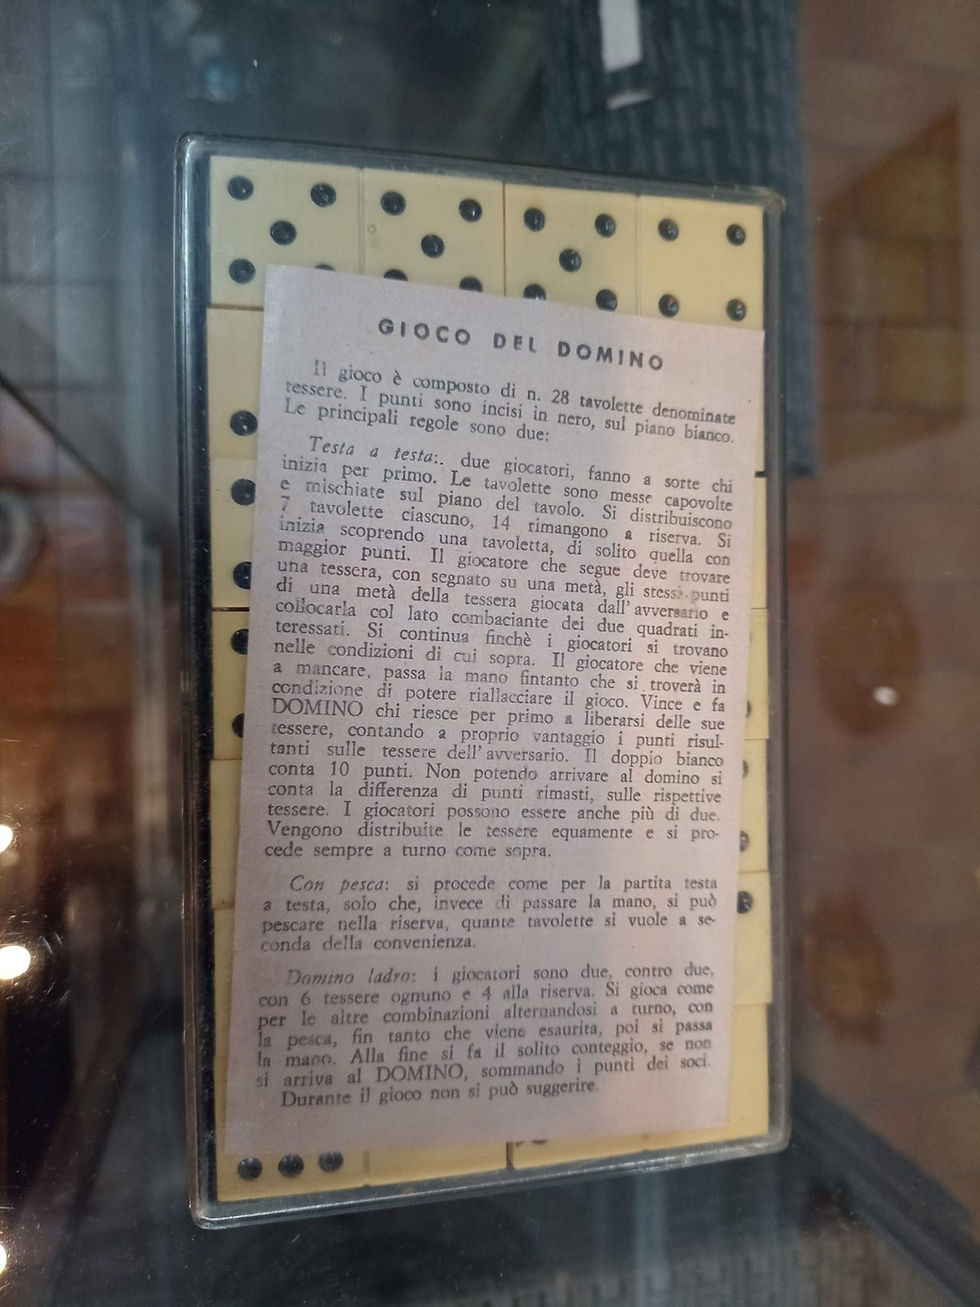 GIOCO DEL DOMINO
Il gioco è composto di n. 28 tavolette denominate
tessere. I punti sono incisi in nero, sul piano bianco.
Le principali regole sono due:
Testa a testa:. due giocatori, fanno a sorte chi
inizia per primo. Le tavolette sono messe capovolte
e mischiate sul piano del tavolo. Si distribuiscono
7 tavolette ciascuno, 14 rimangono a riserva. Si
inizia scoprendo una tavoletta, di solito quella con
maggior punti. Il giocatore che segue deve trovare
una tessera, con segnato su una metà, gli stessi punti
di una metà della tessera giocata dall'avversario e
collocarla col lato combaciante dei due quadrati in-
teressati. Si continua finchè i giocatori si trovano
nelle condizioni di cui sopra. Il giocatore che viene
a mancare, passa la mano fintanto che si troverà in
condizione di potere riallacciare il gioco. Vince e fa
DOMINO chi riesce per primo a liberarsi delle sue
tessere, contando a proprio vantaggio i punti risul-
tanti sulle tessere dell'avversario. Il doppio bianco
conta 10 punti. Non potendo arrivare al domino si
conta la differenza di punti rimasti, sulle rispettive
tessere. I giocatori possono essere anche più di due.
Vengono distribuite le tessere equamente e si pro-
cede sempre a turno come sopra.
Con pesca: si procede come per la partita testa
a testa, solo che, invece di passare la mano, si può
pescare nella riserva, quante tavolette si vuole a se-
conda della convenienza.
Domino ladro: i giocatori sono due, contro due,
con 6 tessere ognuno e 4 alla riserva. Si gioca come
per le altre combinazioni alternandosi a turno, con
la pesca, fin tanto che viene esaurita, poi si passa
la mano. Alla fine si fa il solito conteggio, se non
si arriva al DOMINO, sommando i punti dei soci.
Durante il gioco non si può suggerire.